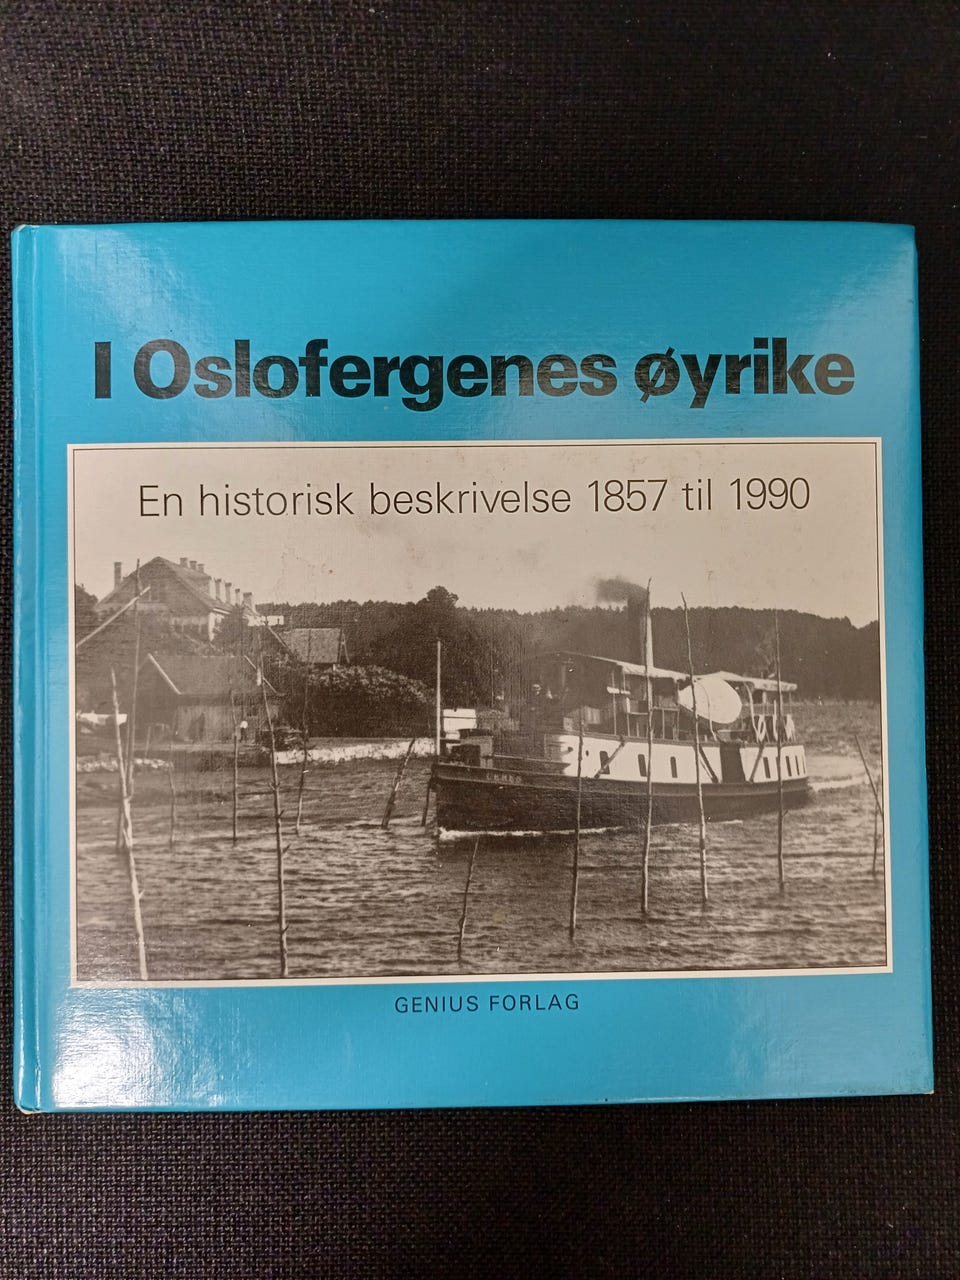 I Oslofergenes øyrike
En historisk beskrivelse 1857 til 1990
GENIUS FORLAG